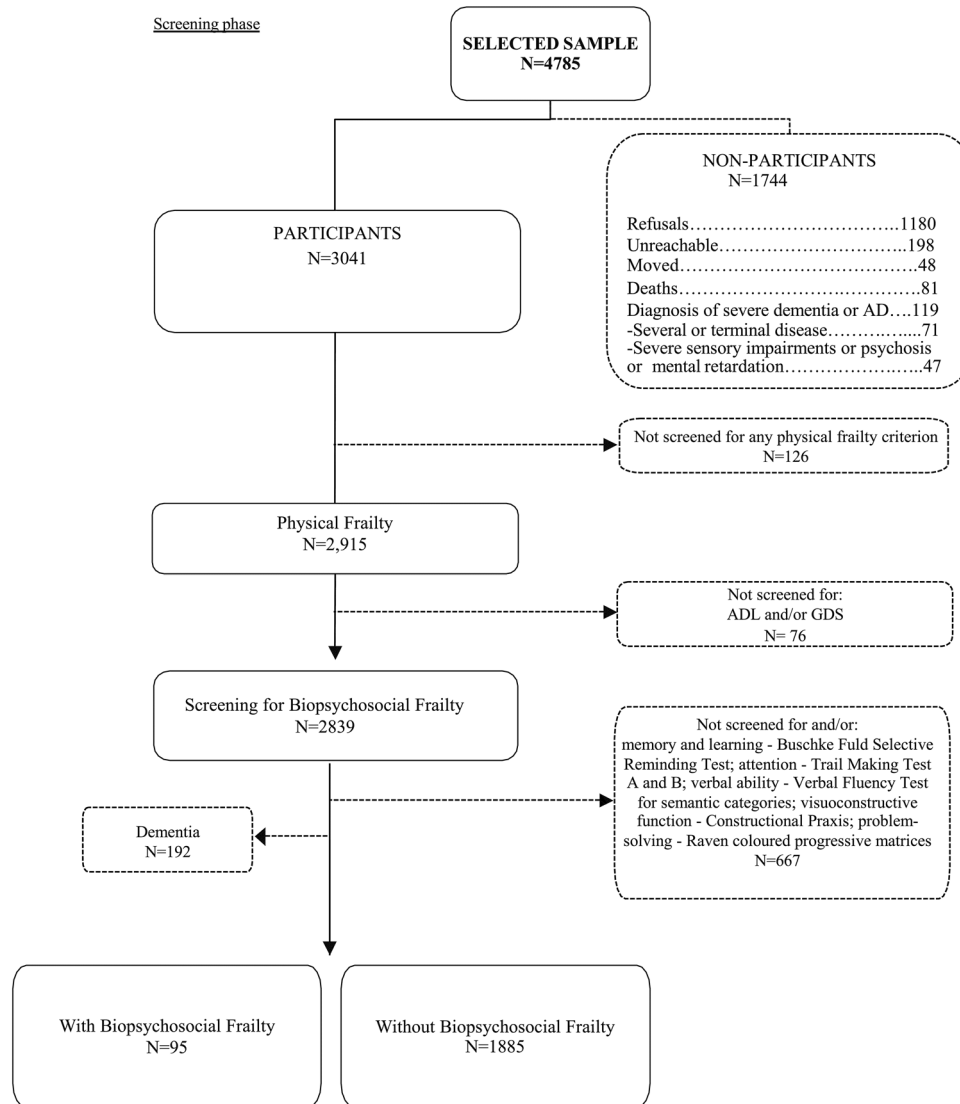 Screening phase
SELECTED SAMPLE
N=4785
NON-PARTICIPANTS
N=1744
Refusals……………………………..1180
Unreachable………………………..198
Moved………………………………….48
Deaths……………………..………….81
Diagnosis of severe dementia or AD….119
-Several or terminal disease……….…....71
-Severe sensory impairments or psychosis
or mental retardation……………….…..47
PARTICIPANTS
N=3041
Not screened for any physical frailty criterion
N=126
Physical Frailty
N=2,915
Not screened for:
ADL and/or GDS
N= 76
Screening for Biopsychosocial Frailty
N=2839
Not screened for and/or:
memory and learning - Buschke Fuld Selective
Reminding Test; attention - Trail Making Test
A and B; verbal ability - Verbal Fluency Test
for semantic categories; visuoconstructive
function - Constructional Praxis; problem-
solving - Raven coloured progressive matrices
N=667
Dementia
N=192
With Biopsychosocial Frailty
N=95
Without Biopsychosocial Frailty
N=1885